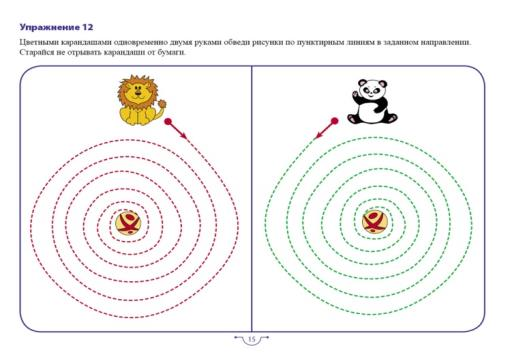 Упражнение 12
Цветными карандашами одновременно двумя руками обведи рисунки по пунктирным линиям в заданном направлении.
Старайся не отрывать карандаши от бумаги.
15